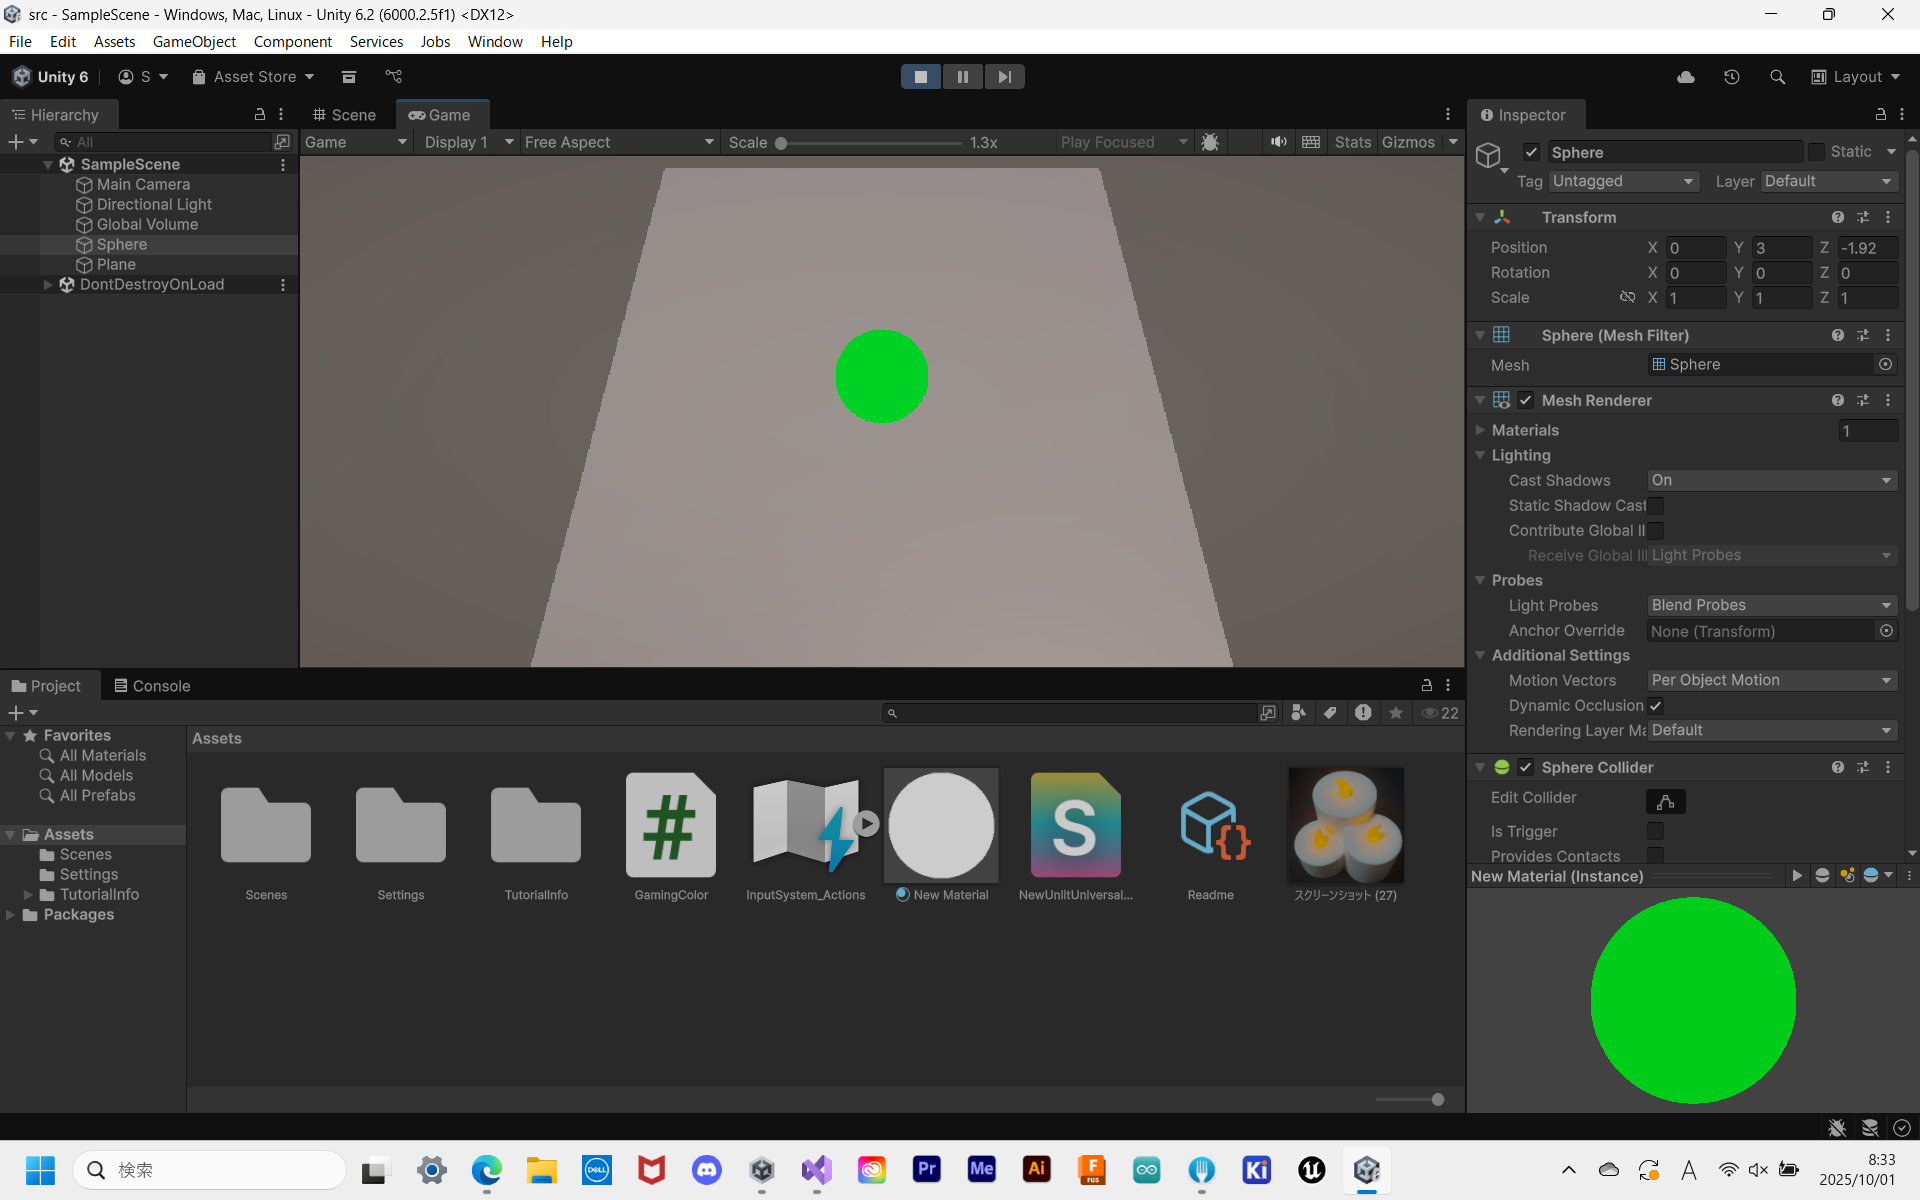 src - SampleScene - Windows, Mac, Linux - Unity 6.2 (6000.2.5f1) <DX12>
File Edit Assets GameObject Component Services Jobs Window Help
Unity 6 S Asset Store Layout
Hierarchy
All
SampleScene
Main Camera
Directional Light
Global Volume
Sphere
Plane
DontDestroyOnLoad
Scene Game
Game Display 1 Free Aspect Scale 1.3x Play Focused Stats Gizmos
Inspector
Sphere Static
Tag Untagged Layer Default
Transform
Position X 0 Y 3 Z -1.92
Rotation X 0 Y 0 Z 0
Scale X 1 Y 1 Z 1
Sphere (Mesh Filter)
Mesh Sphere
Mesh Renderer
Materials 1
Lighting
Cast Shadows On
Static Shadow Cast
Contribute Global Il
Receive Global Ill Light Probes
Probes
Light Probes Blend Probes
Anchor Override None (Transform)
Additional Settings
Motion Vectors Per Object Motion
Dynamic Occlusion
Rendering Layer Ma Default
Sphere Collider
Edit Collider
Is Trigger
Provides Contacts
New Material (Instance)
Project Console
22
Favorites
All Materials
All Models
All Prefabs
Assets
Scenes
Settings
TutorialInfo
Packages
Assets
#
S
Scenes Settings TutorialInfo GamingColor InputSystem_Actions New Material NewUnlitUniversal... Readme スクリーンショット (27)
検索
DELL Pr Me Ai F FUS Ki A
8:33
2025/10/01